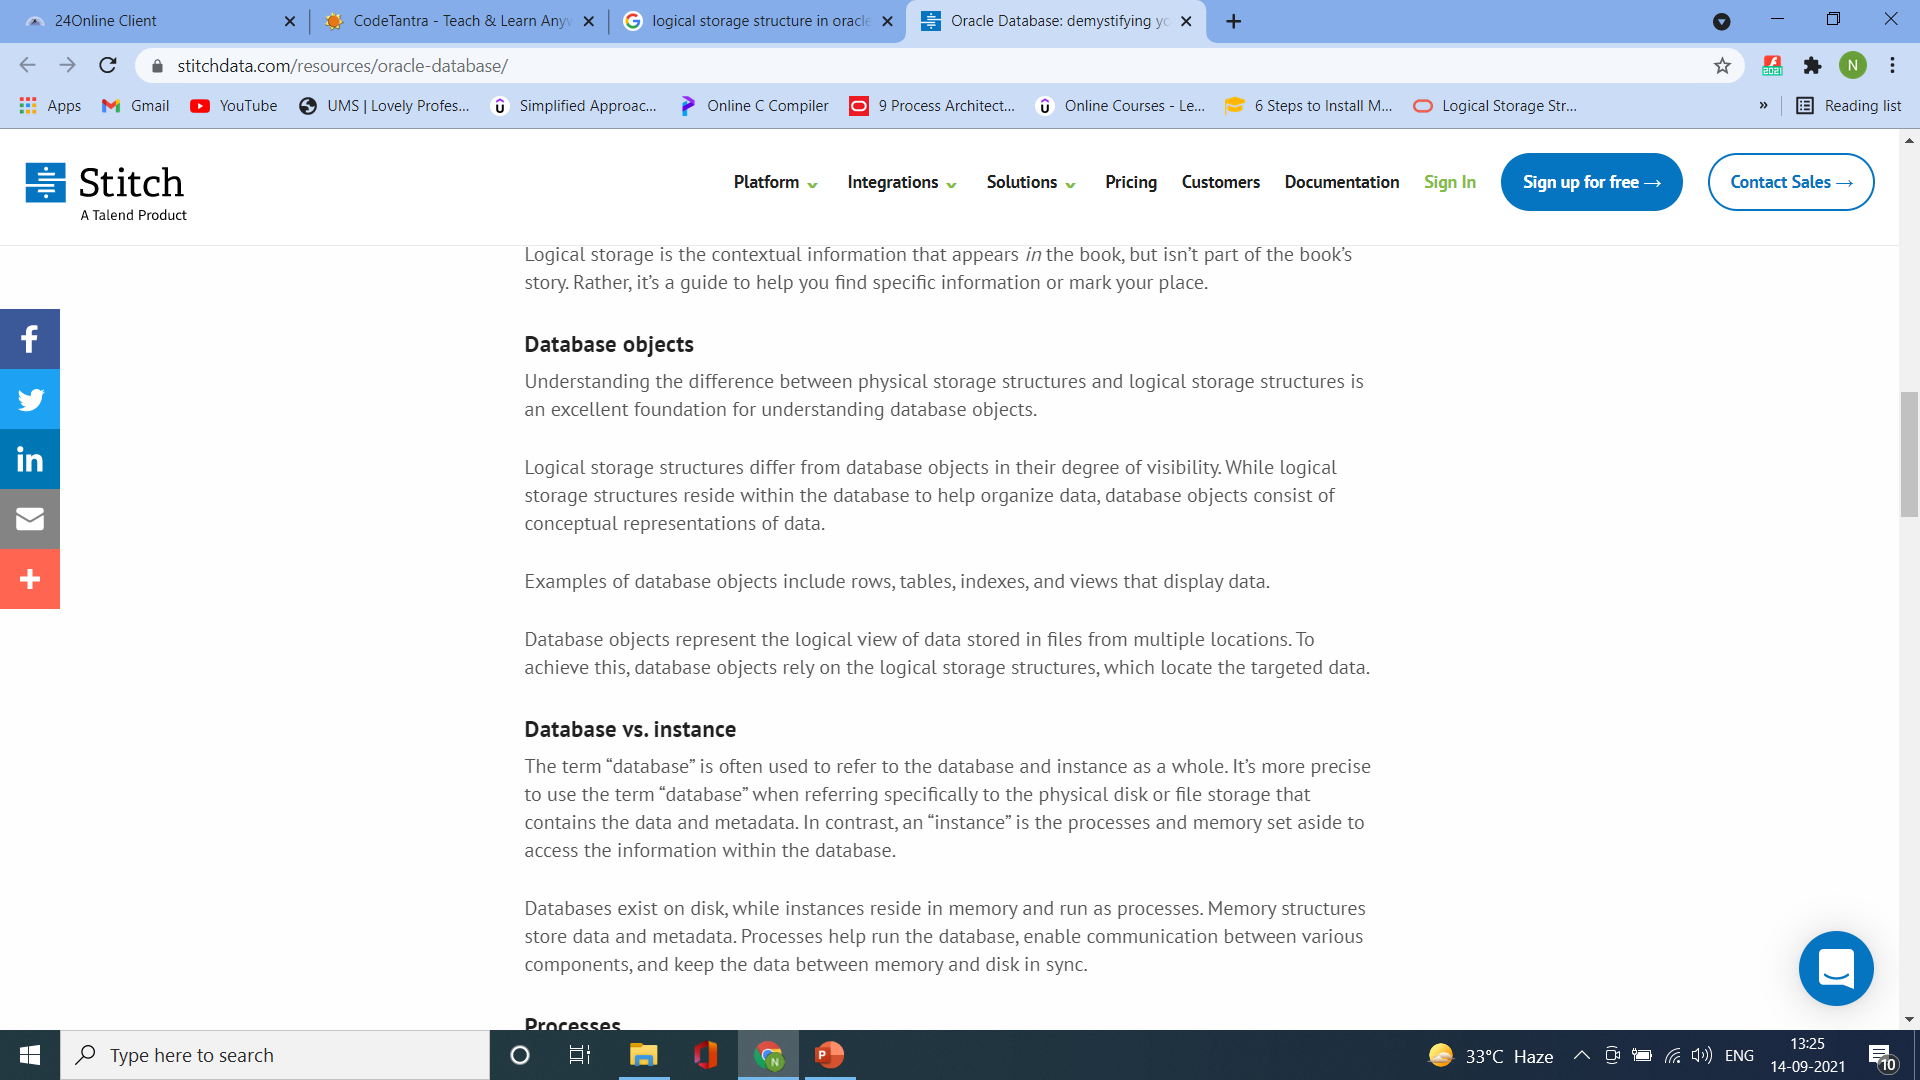 24Online Client
CodeTantra - Teach & Learn Any
logical storage structure in oracle
Oracle Database: demystifying yo
stitchdata.com/resources/oracle-database/
2021
N
Apps
Gmail
YouTube
UMS | Lovely Profes...
Simplified Approac...
Online C Compiler
9 Process Architect...
Online Courses - Le...
6 Steps to Install M...
Logical Storage Str...
»
Reading list
Stitch
A Talend Product
Platform
Integrations
Solutions
Pricing
Customers
Documentation
Sign In
Sign up for free →
Contact Sales →
Logical storage is the contextual information that appears in the book, but isn’t part of the book’s
story. Rather, it’s a guide to help you find specific information or mark your place.
Database objects
Understanding the difference between physical storage structures and logical storage structures is
an excellent foundation for understanding database objects.
Logical storage structures differ from database objects in their degree of visibility. While logical
storage structures reside within the database to help organize data, database objects consist of
conceptual representations of data.
Examples of database objects include rows, tables, indexes, and views that display data.
Database objects represent the logical view of data stored in files from multiple locations. To
achieve this, database objects rely on the logical storage structures, which locate the targeted data.
Database vs. instance
The term “database” is often used to refer to the database and instance as a whole. It’s more precise
to use the term “database” when referring specifically to the physical disk or file storage that
contains the data and metadata. In contrast, an “instance” is the processes and memory set aside to
access the information within the database.
Databases exist on disk, while instances reside in memory and run as processes. Memory structures
store data and metadata. Processes help run the database, enable communication between various
components, and keep the data between memory and disk in sync.
Processes
Type here to search
33°C Haze
ENG
13:25
14-09-2021
10